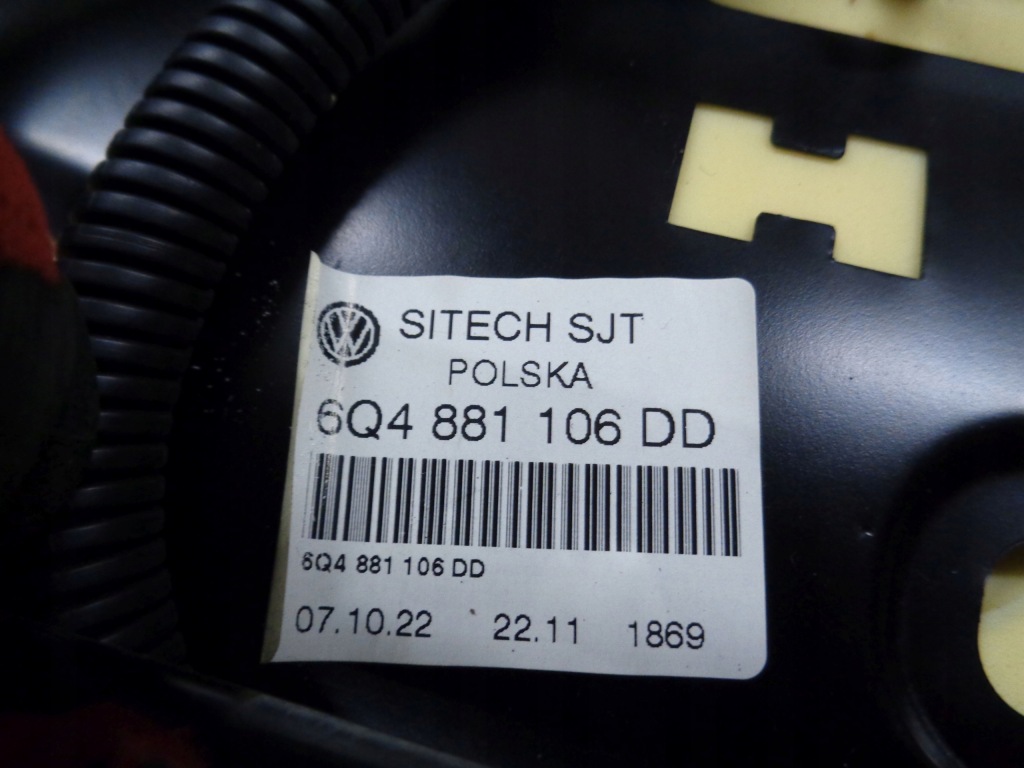 SITECH SJT
POLSKA
6Q4 881 106 DD
6Q4 881 106 DD
07.10.22 22.11 1869